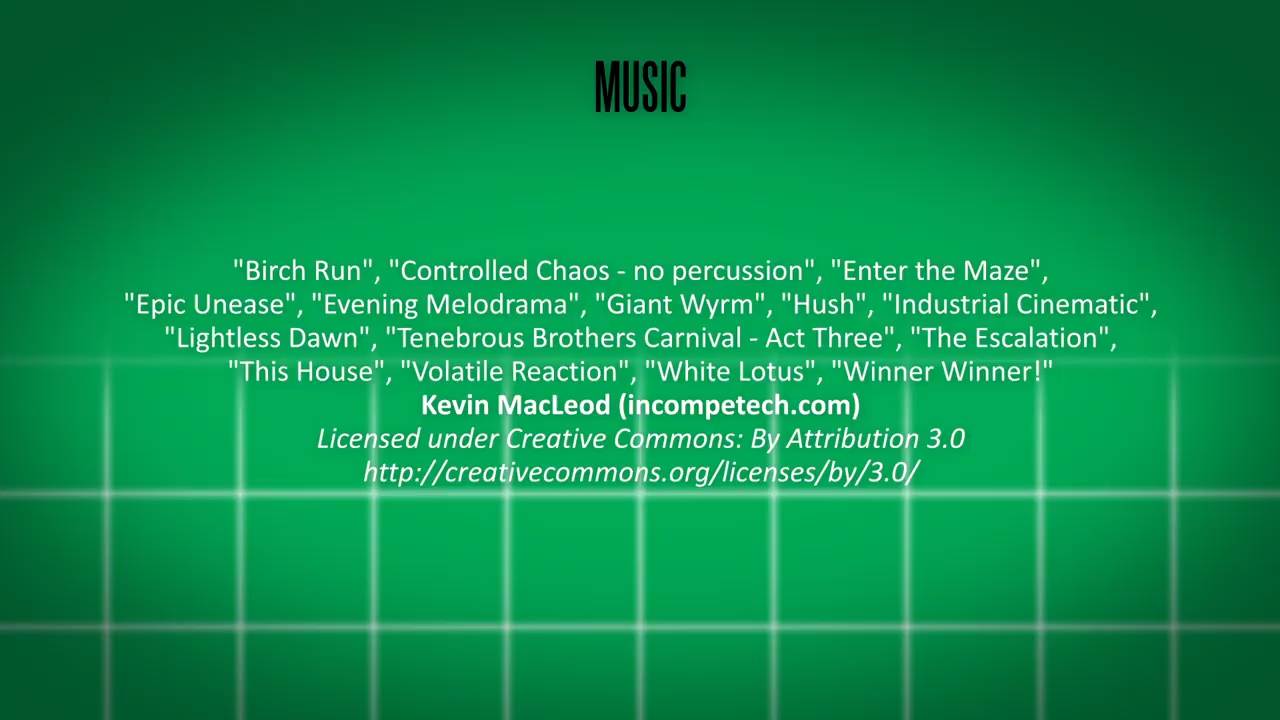 MUSIC
"Birch Run", "Controlled Chaos - no percussion", "Enter the Maze",
"Epic Unease", "Evening Melodrama", "Giant Wyrm", "Hush", "Industrial Cinematic",
"Lightless Dawn", "Tenebrous Brothers Carnival - Act Three", "The Escalation",
"This House", "Volatile Reaction", "White Lotus", "Winner Winner!"
Kevin MacLeod (incompetech.com)
Licensed under Creative Commons: By Attribution 3.0
http://creativecommons.org/licenses/by/3.0/